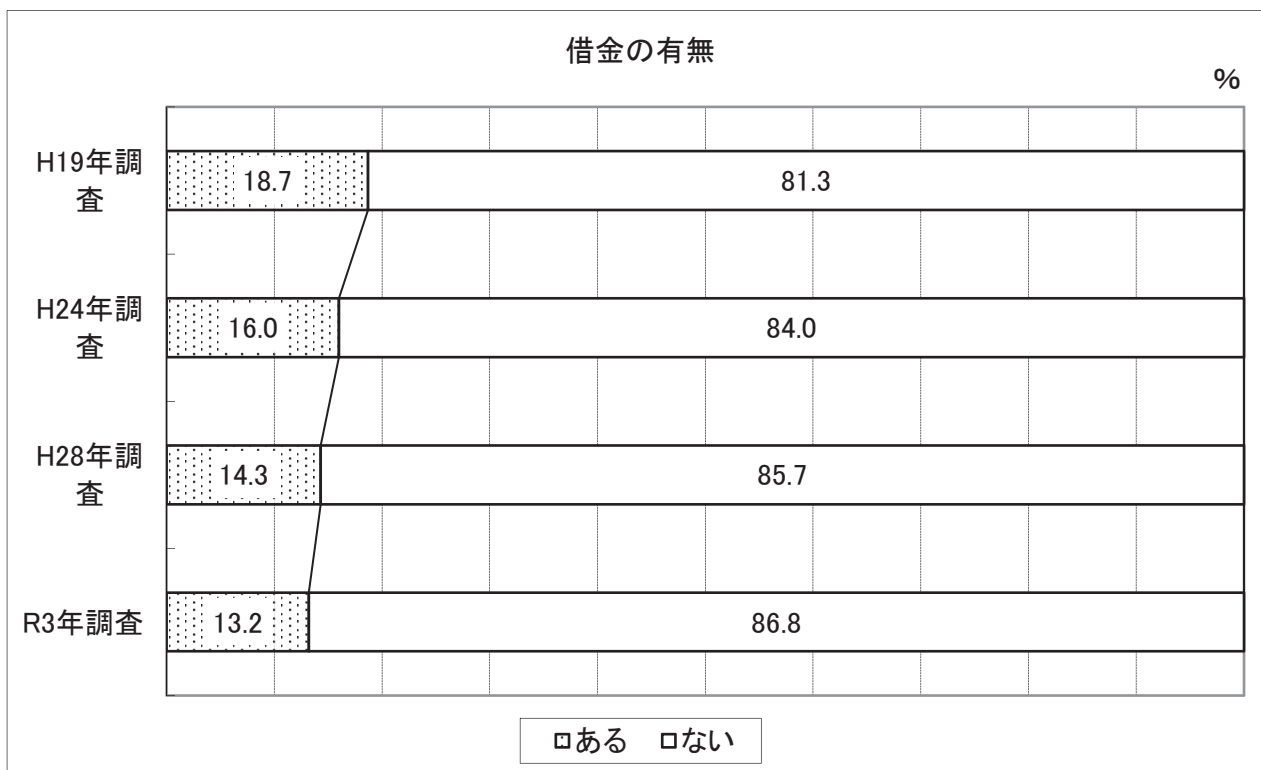 借金の有無
%
H19年調
査
18.7
81.3
H24年調
査
16.0
84.0
H28年調
査
14.3
85.7
R3年調査
13.2
86.8
ある ない